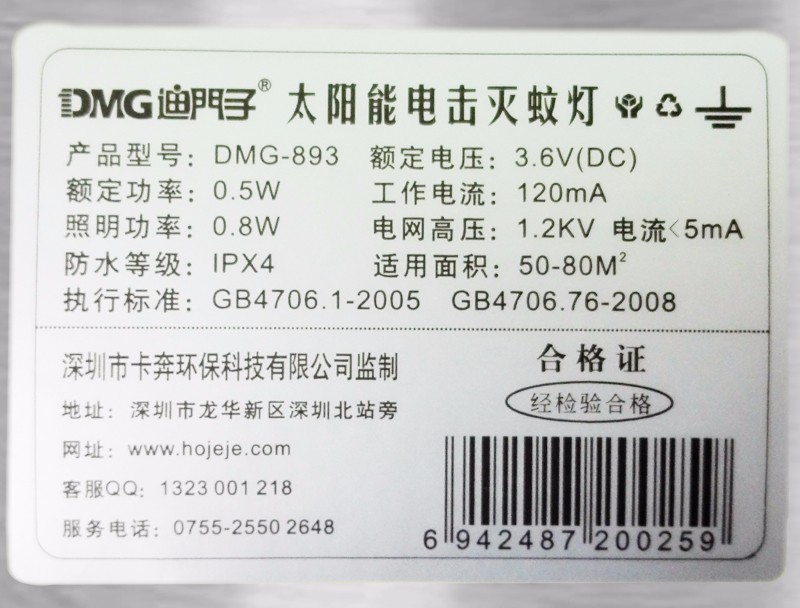 DMG迪門子® 太阳能电击灭蚊灯
产品型号：DMG-893 额定电压：3.6V(DC)
额定功率：0.5W 工作电流：120mA
照明功率：0.8W 电网高压：1.2KV 电流<5mA
防水等级：IPX4 适用面积：50-80M²
执行标准：GB4706.1-2005 GB4706.76-2008
深圳市卡奔环保科技有限公司监制
地址：深圳市龙华新区深圳北站旁
网址：www.hojeje.com
客服QQ：1323 001 218
服务电话：0755-2550 2648
合格证
经检验合格
6 942487 200259